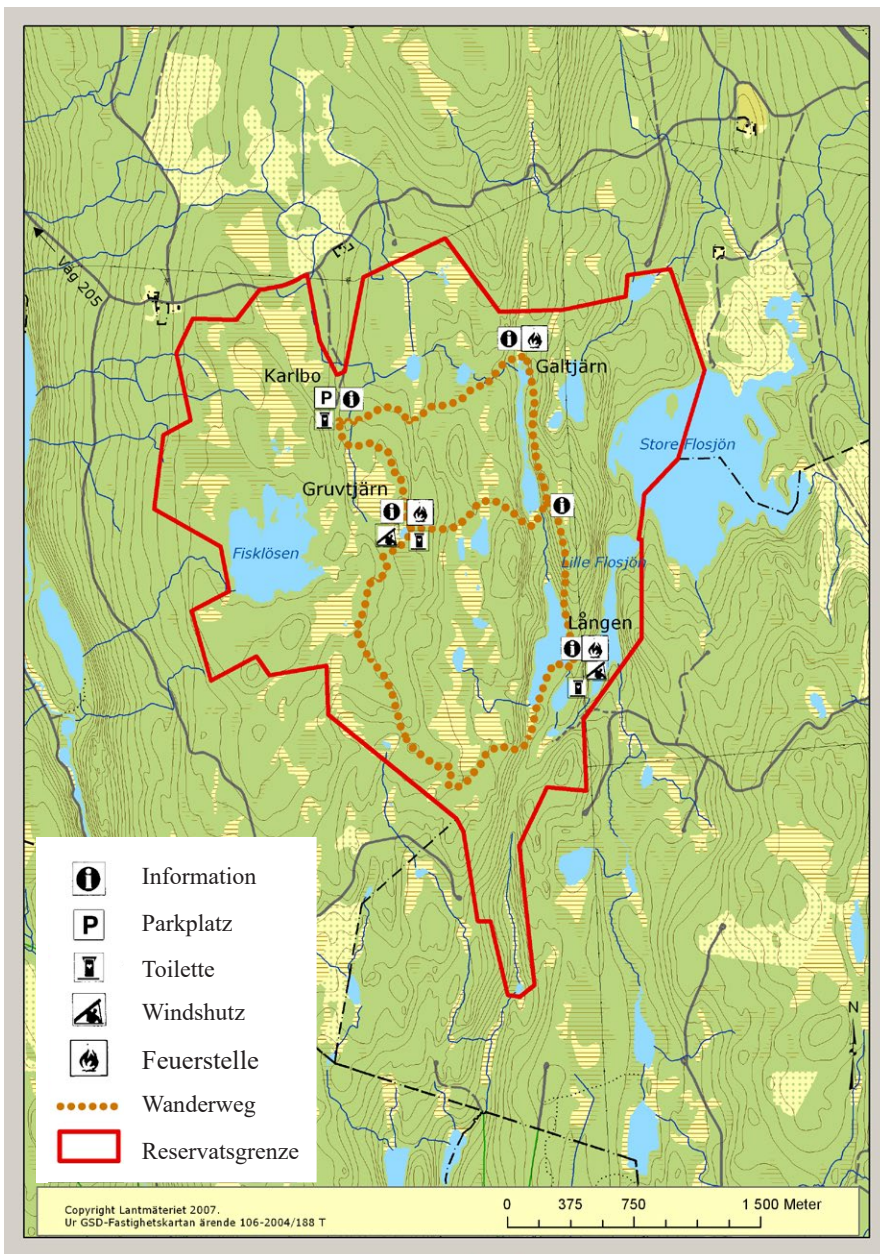 Väg 205
Karlbo
P
Galtjärn
Store Flosjön
Gruvtjärn
Fisklösen
Lille Flosjön
Lången
Information
P
Parkplatz
Toilette
Windshutz
Feuerstelle
Wanderweg
Reservatsgrenze
N
Copyright Lantmäteriet 2007.
Ur GSD-Fastighetskartan ärende 106-2004/188 T
0 375 750 1 500 Meter